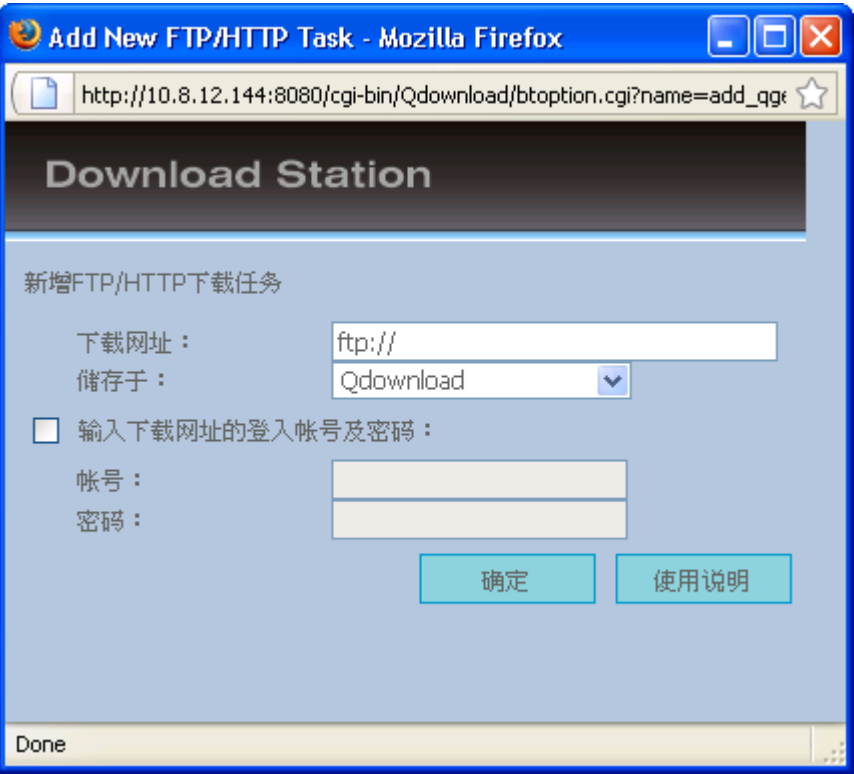 Add New FTP/HTTP Task - Mozilla Firefox
http://10.8.12.144:8080/cgi-bin/Qdownload/btoption.cgi?name=add_qge
Download Station
新增FTP/HTTP下载任务
下载网址： ftp://
储存于： Qdownload
输入下载网址的登入帐号及密码：
帐号：
密码：
确定 使用说明
Done